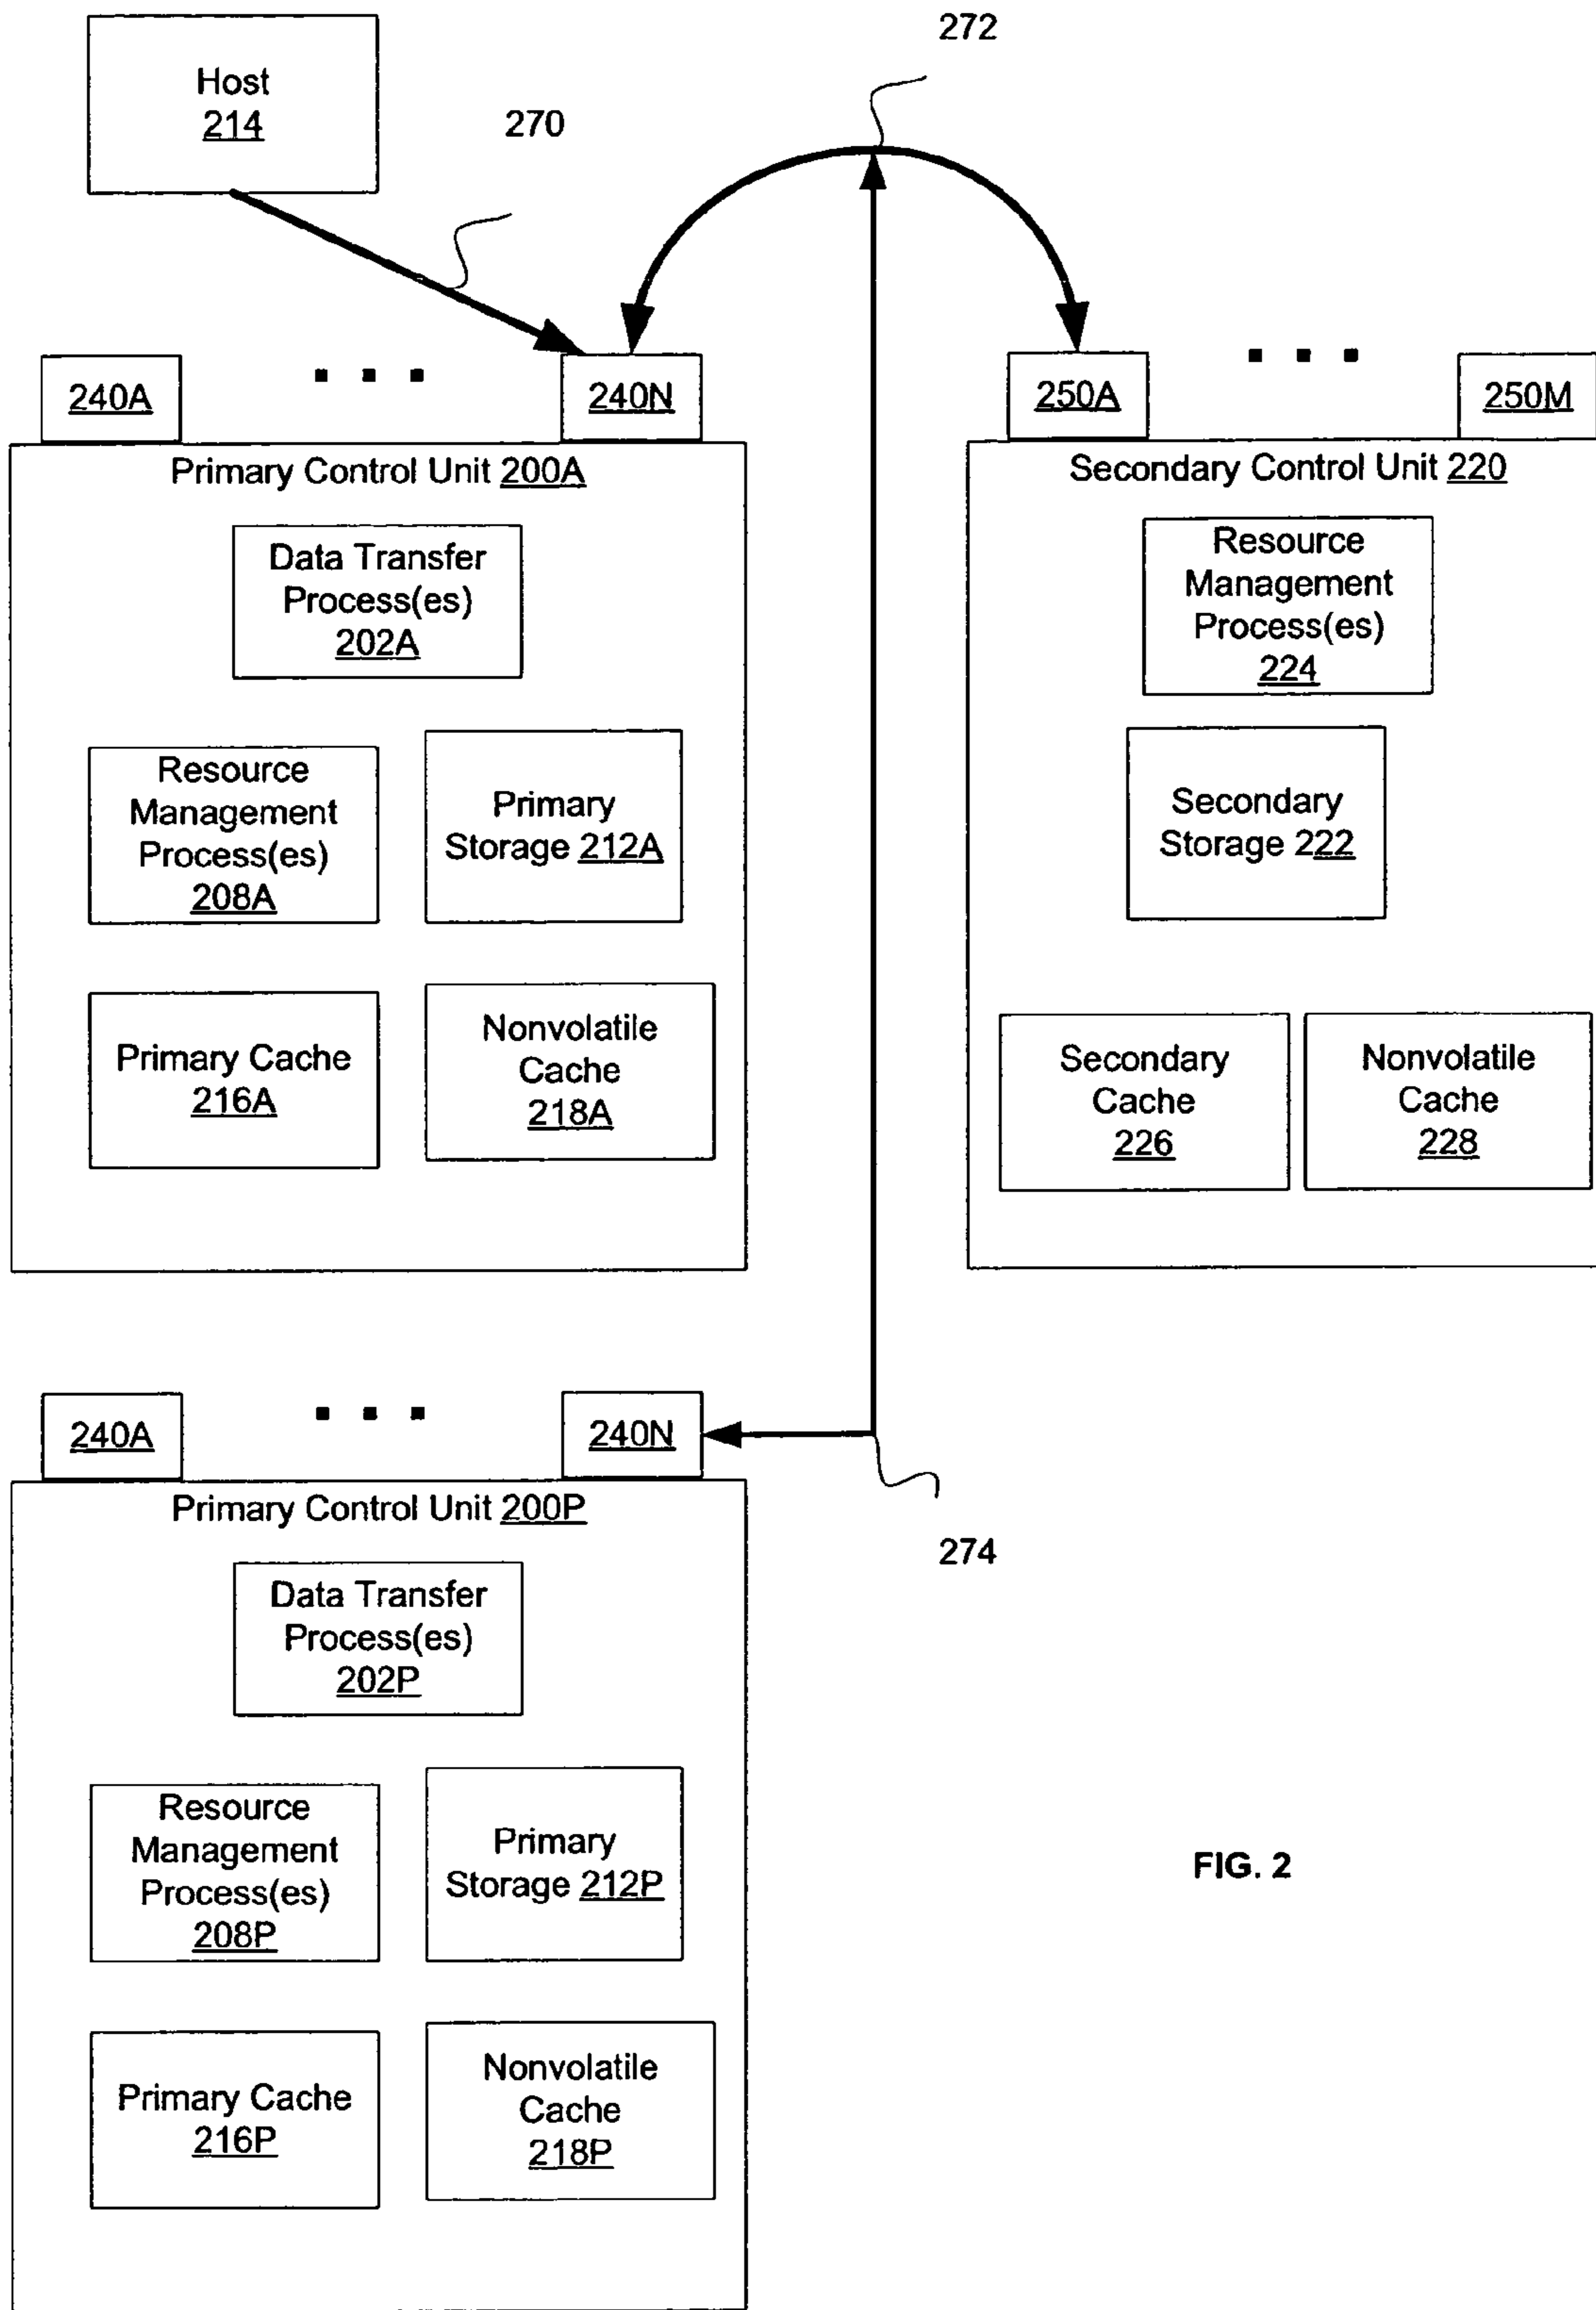 272
Host
214
270
240A
240N
250A
250M
Primary Control Unit 200A
Data Transfer
Process(es)
202A
Resource
Management
Process(es)
208A
Primary
Storage 212A
Primary Cache
216A
Nonvolatile
Cache
218A
Secondary Control Unit 220
Resource
Management
Process(es)
224
Secondary
Storage 222
Secondary
Cache
226
Nonvolatile
Cache
228
240A
240N
274
Primary Control Unit 200P
Data Transfer
Process(es)
202P
Resource
Management
Process(es)
208P
Primary
Storage 212P
Primary Cache
216P
Nonvolatile
Cache
218P
FIG. 2